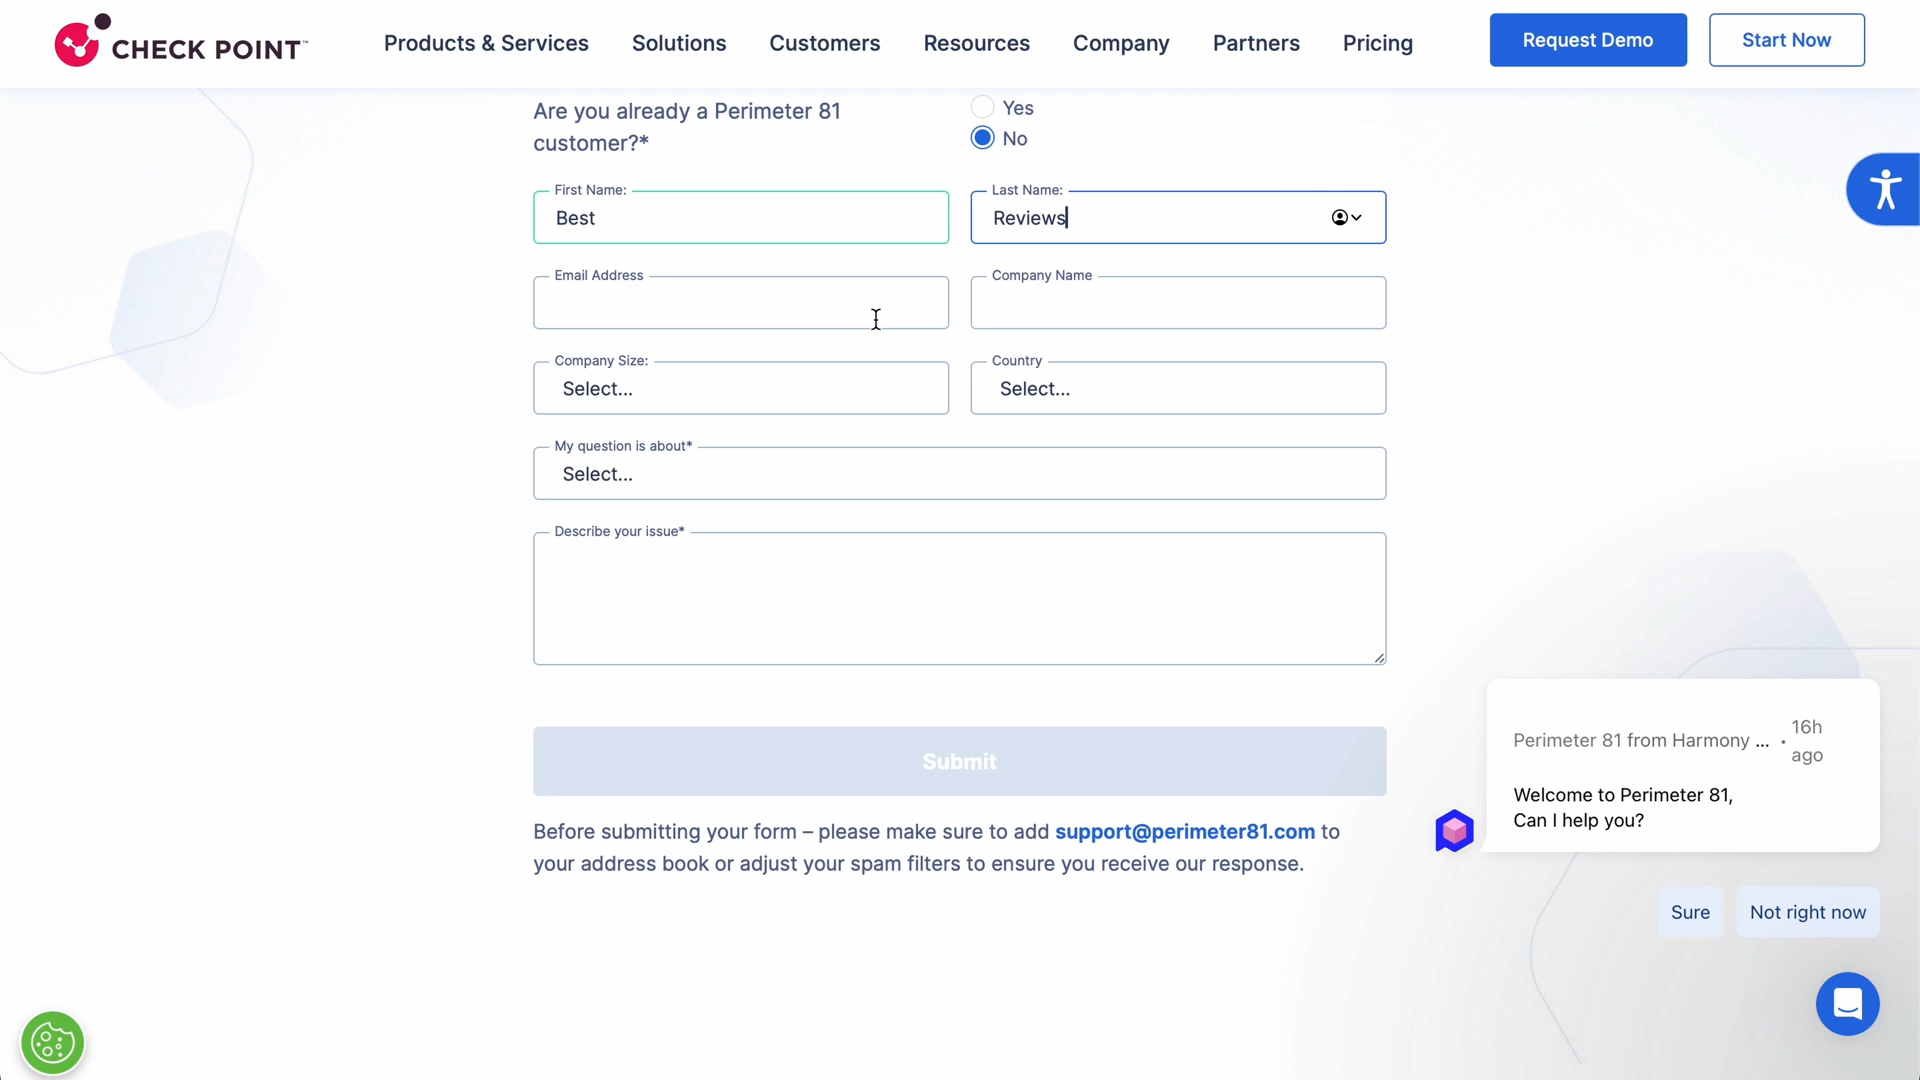 CHECK POINT™
Products & Services
Solutions
Customers
Resources
Company
Partners
Pricing
Request Demo
Start Now
Are you already a Perimeter 81
customer?*
Yes
No
First Name:
Best
Last Name:
Reviews
Email Address
Company Name
Company Size:
Select...
Country
Select...
My question is about*
Select...
Describe your issue*
Submit
Before submitting your form – please make sure to add support@perimeter81.com to
your address book or adjust your spam filters to ensure you receive our response.
Perimeter 81 from Harmony ... • 16h
ago
Welcome to Perimeter 81,
Can I help you?
Sure
Not right now